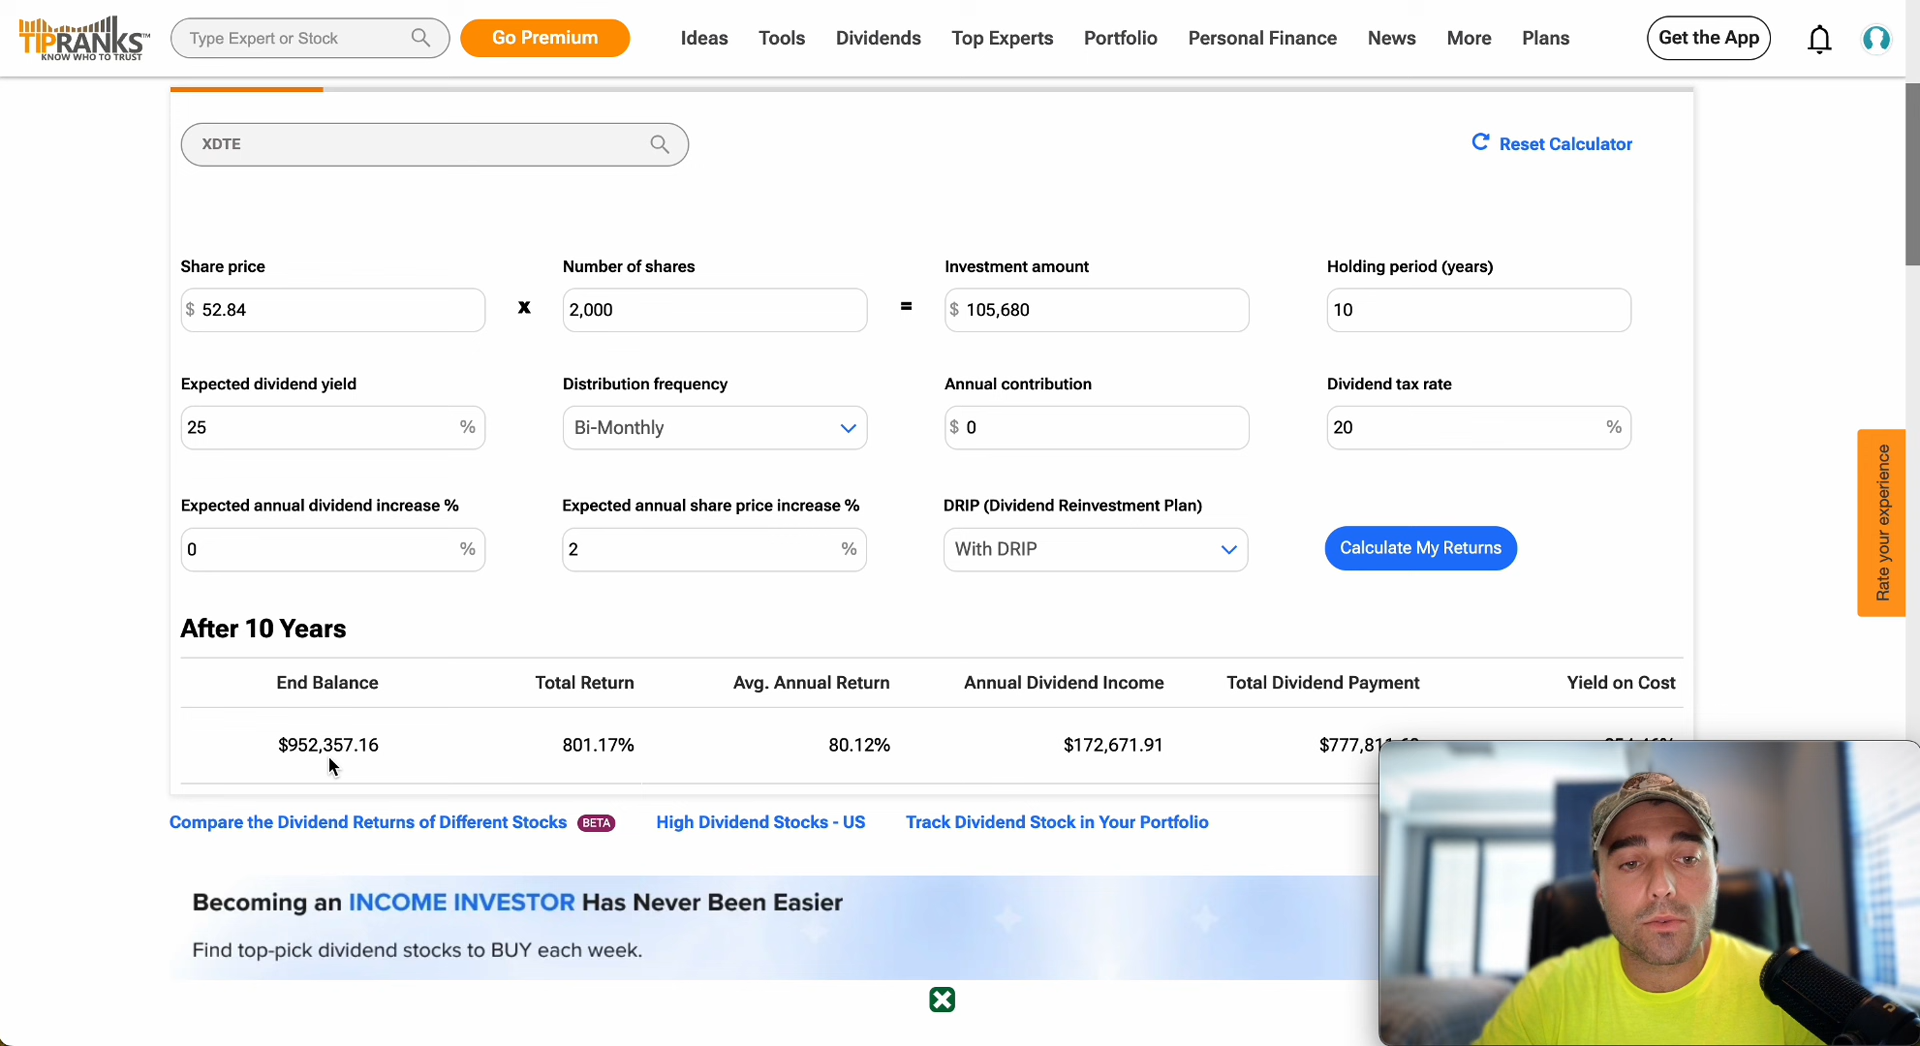 TIPRANKS™
KNOW WHO TO TRUST
Type Expert or Stock
Go Premium
Ideas
Tools
Dividends
Top Experts
Portfolio
Personal Finance
News
More
Plans
Get the App
XDTE
Reset Calculator
Share price
Number of shares
Investment amount
Holding period (years)
$ 52.84
x
2,000
=
$ 105,680
10
Expected dividend yield
Distribution frequency
Annual contribution
Dividend tax rate
25 %
Bi-Monthly
$ 0
20 %
Expected annual dividend increase %
Expected annual share price increase %
DRIP (Dividend Reinvestment Plan)
0 %
2 %
With DRIP
Calculate My Returns
Rate your experience
After 10 Years
End Balance
Total Return
Avg. Annual Return
Annual Dividend Income
Total Dividend Payment
Yield on Cost
$952,357.16
801.17%
80.12%
$172,671.91
Compare the Dividend Returns of Different Stocks BETA
High Dividend Stocks - US
Track Dividend Stock in Your Portfolio
Becoming an INCOME INVESTOR Has Never Been Easier
Find top-pick dividend stocks to BUY each week.